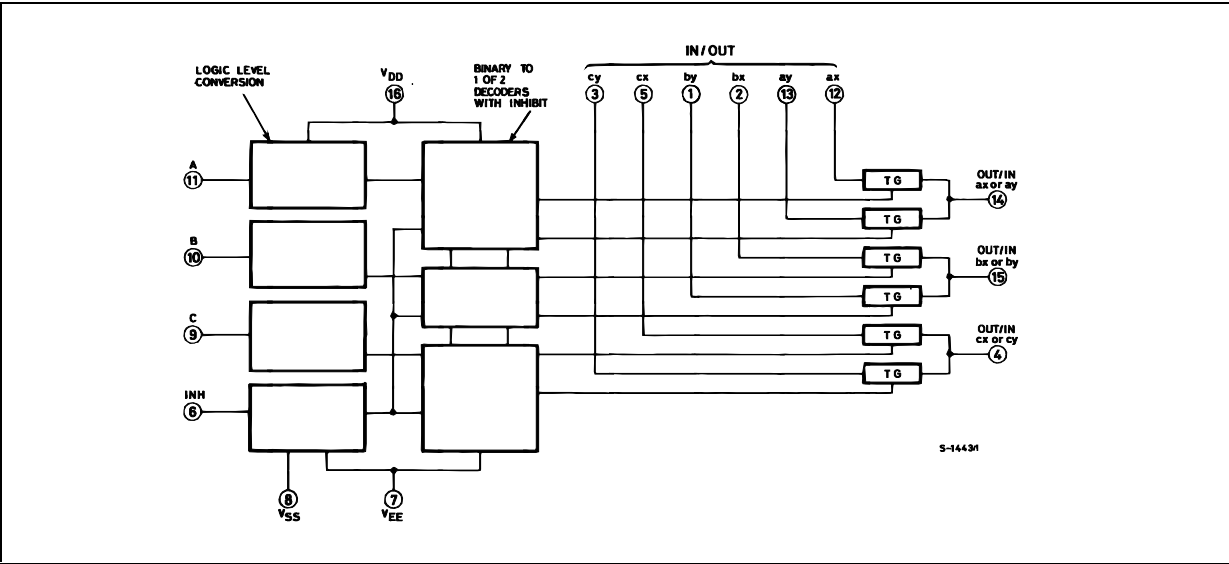 IN/OUT
LOGIC LEVEL
CONVERSION
VDD
16
BINARY TO
1 OF 2
DECODERS
WITH INHIBIT
cy cx by bx ay ax
3 5 1 2 13 12
A
11
B
10
C
9
INH
6
TG
TG
TG
TG
TG
TG
OUT/IN
ax or ay
14
OUT/IN
bx or by
15
OUT/IN
cx or cy
4
S-1443/1
8
VSS
7
VEE